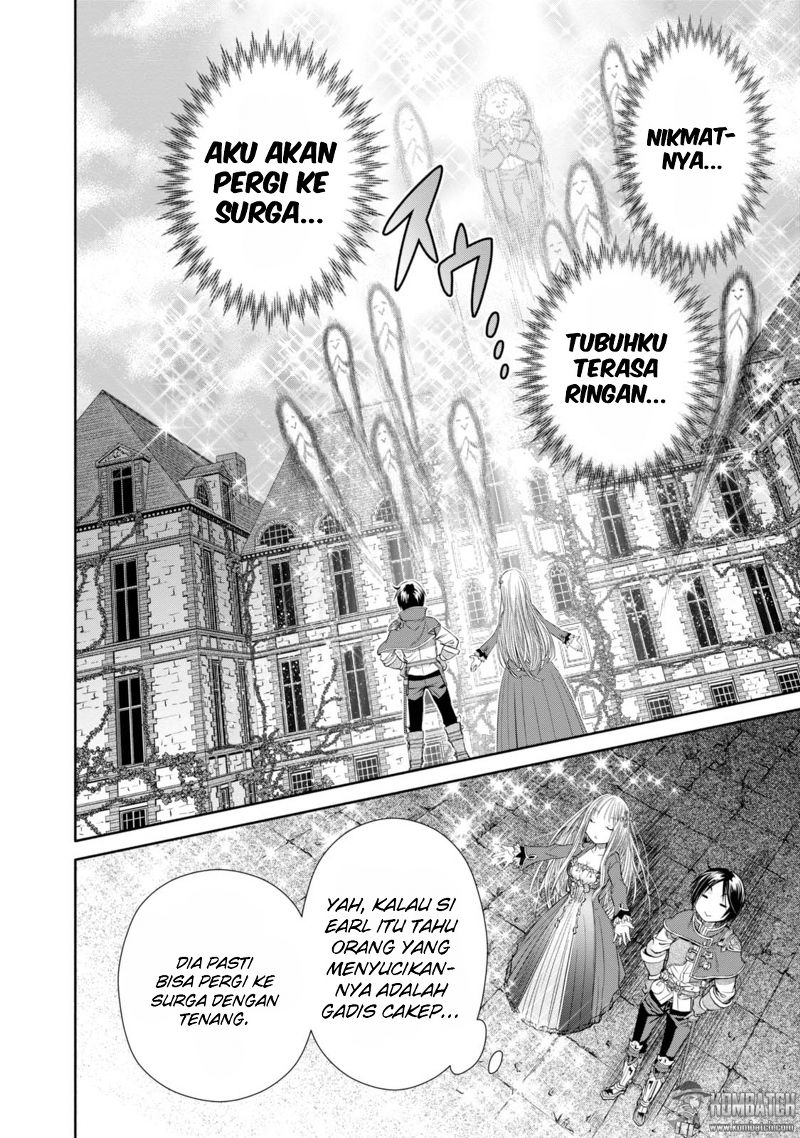 NIKMAT-
NYA...
AKU AKAN
PERGI KE
SURGA...
スウ...
TUBUHKU
TERASA
RINGAN...
YAH, KALAU SI
EARL ITU TAHU
ORANG YANG
MENYUCIKAN-
NYA ADALAH
GADIS CAKEP...
DIA PASTI
BISA PERGI KE
SURGA DENGAN
TENANG.
KOMBATCH
www.kombatch.com